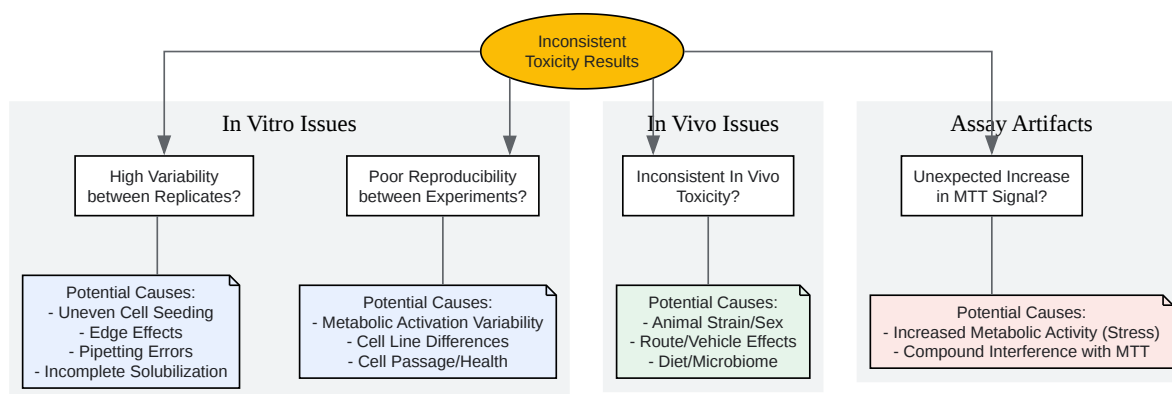 Inconsistent
Toxicity Results
In Vitro Issues
In Vivo Issues
Assay Artifacts
High Variability
between Replicates?
Poor Reproducibility
between Experiments?
Inconsistent In Vivo
Toxicity?
Unexpected Increase
in MTT Signal?
Potential Causes:
- Uneven Cell Seeding
- Edge Effects
- Pipetting Errors
- Incomplete Solubilization
Potential Causes:
- Metabolic Activation Variability
- Cell Line Differences
- Cell Passage/Health
Potential Causes:
- Animal Strain/Sex
- Route/Vehicle Effects
- Diet/Microbiome
Potential Causes:
- Increased Metabolic Activity (Stress)
- Compound Interference with MTT